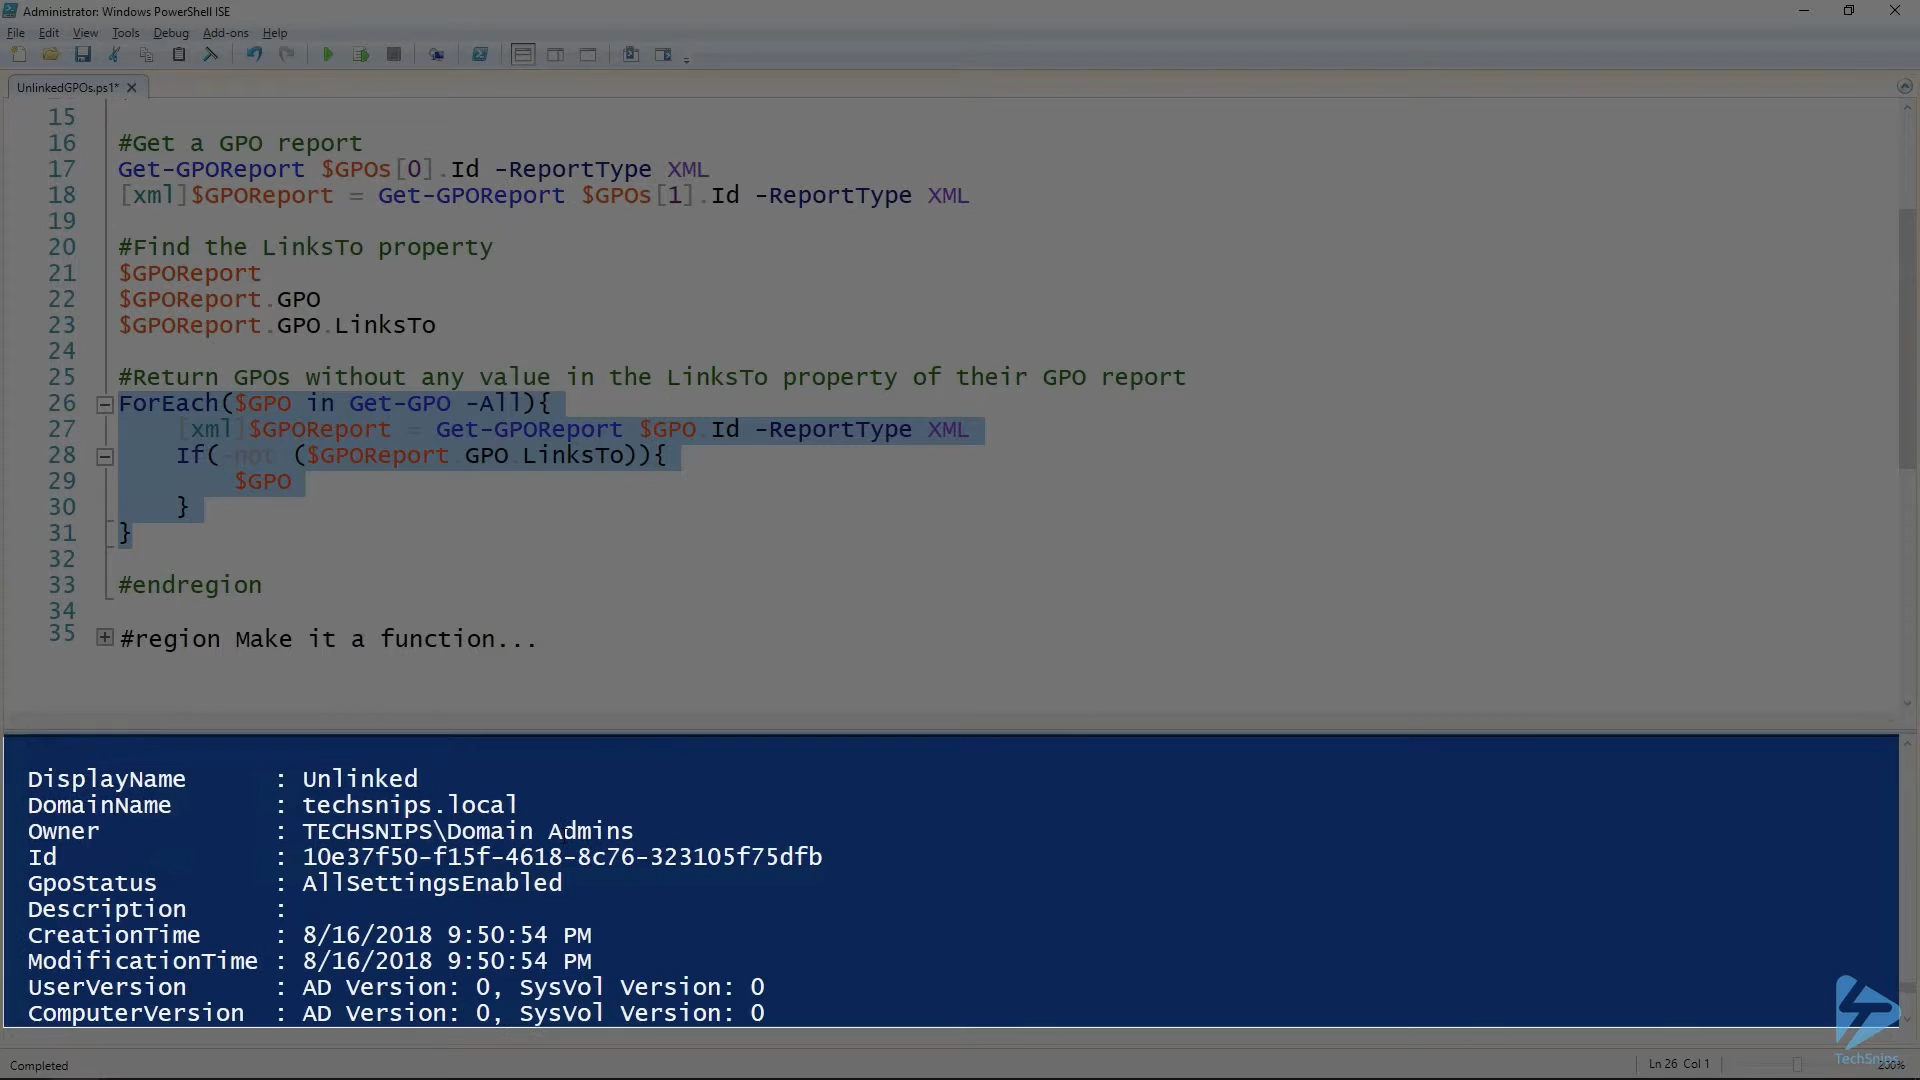 Administrator: Windows PowerShell ISE
File Edit View Tools Debug Add-ons Help
UnlinkedGPOs.ps1*
15
16 #Get a GPO report
17 Get-GPOReport $GPOs[0].Id -ReportType XML
18 [xml]$GPOReport = Get-GPOReport $GPOs[1].Id -ReportType XML
19
20 #Find the LinksTo property
21 $GPOReport
22 $GPOReport.GPO
23 $GPOReport.GPO.LinksTo
24
25 #Return GPOs without any value in the LinksTo property of their GPO report
26 ForEach($GPO in Get-GPO -All){
27 [xml]$GPOReport = Get-GPOReport $GPO.Id -ReportType XML
28 If(-not ($GPOReport.GPO.LinksTo)){
29 $GPO
30 }
31 }
32
33 #endregion
34
35 #region Make it a function...
DisplayName : Unlinked
DomainName : techsnips.local
Owner : TECHSNIPS\Domain Admins
Id : 10e37f50-f15f-4618-8c76-323105f75dfb
GpoStatus : AllSettingsEnabled
Description :
CreationTime : 8/16/2018 9:50:54 PM
ModificationTime : 8/16/2018 9:50:54 PM
UserVersion : AD Version: 0, SysVol Version: 0
ComputerVersion : AD Version: 0, SysVol Version: 0
Completed
Ln 26 Col 1
200%
TechSnips